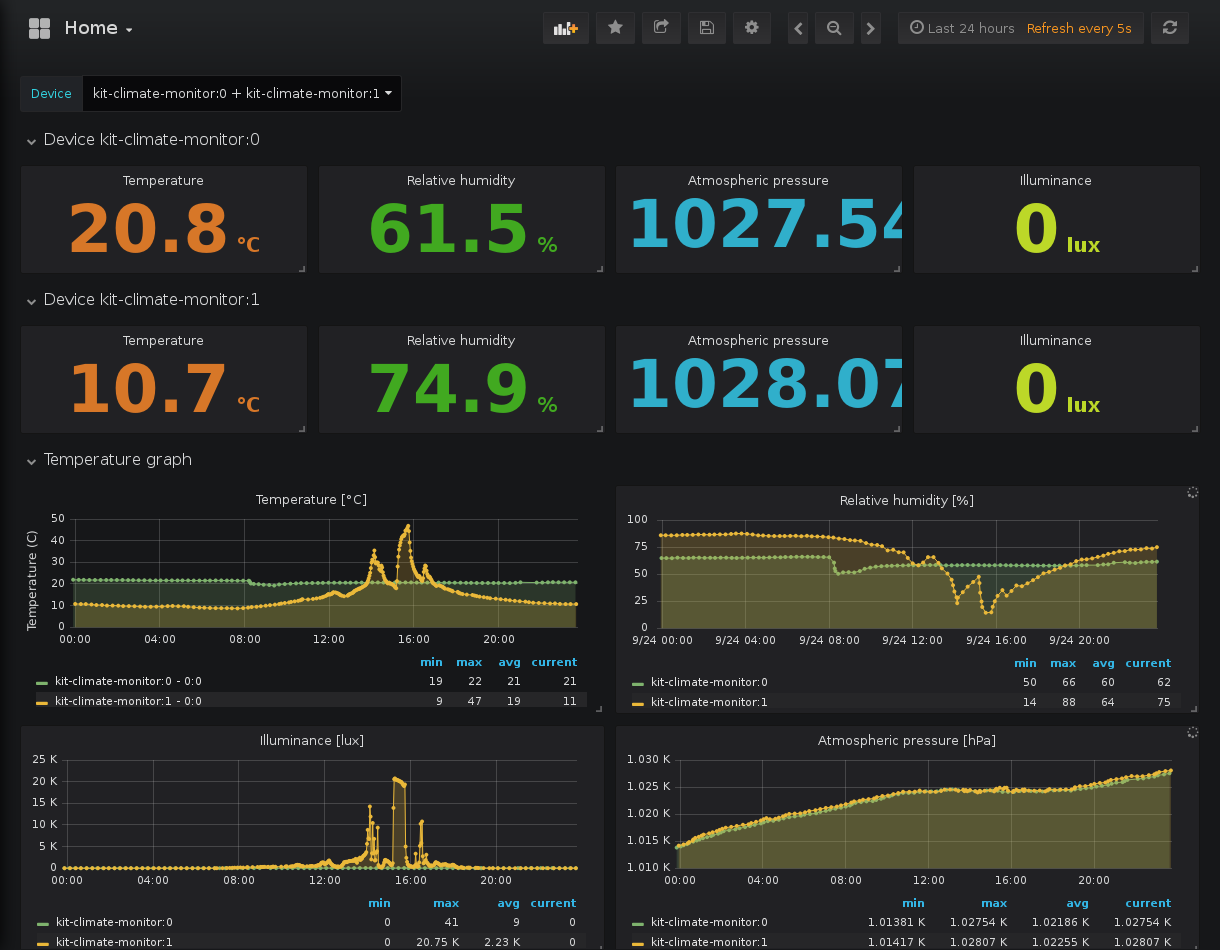 Home
Last 24 hours Refresh every 5s
Device kit-climate-monitor:0 + kit-climate-monitor:1
Device kit-climate-monitor:0
Temperature Relative humidity Atmospheric pressure Illuminance
20.8 °C 61.5 % 1027.54 0 lux
Device kit-climate-monitor:1
Temperature Relative humidity Atmospheric pressure Illuminance
10.7 °C 74.9 % 1028.07 0 lux
Temperature graph
Temperature [°C]
Temperature (C)
50
40
30
20
10
0
00:00 04:00 08:00 12:00 16:00 20:00
min max avg current
kit-climate-monitor:0 - 0:0 19 22 21 21
kit-climate-monitor:1 - 0:0 9 47 19 11
Relative humidity [%]
100
75
50
25
0
9/24 00:00 9/24 04:00 9/24 08:00 9/24 12:00 9/24 16:00 9/24 20:00
min max avg current
kit-climate-monitor:0 50 66 60 62
kit-climate-monitor:1 14 88 64 75
Illuminance [lux]
25 K
20 K
15 K
10 K
5 K
0
00:00 04:00 08:00 12:00 16:00 20:00
min max avg current
kit-climate-monitor:0 0 41 9 0
kit-climate-monitor:1 0 20.75 K 2.23 K 0
Atmospheric pressure [hPa]
1.030 K
1.025 K
1.020 K
1.015 K
1.010 K
00:00 04:00 08:00 12:00 16:00 20:00
min max avg current
kit-climate-monitor:0 1.01381 K 1.02754 K 1.02186 K 1.02754 K
kit-climate-monitor:1 1.01417 K 1.02807 K 1.02255 K 1.02807 K